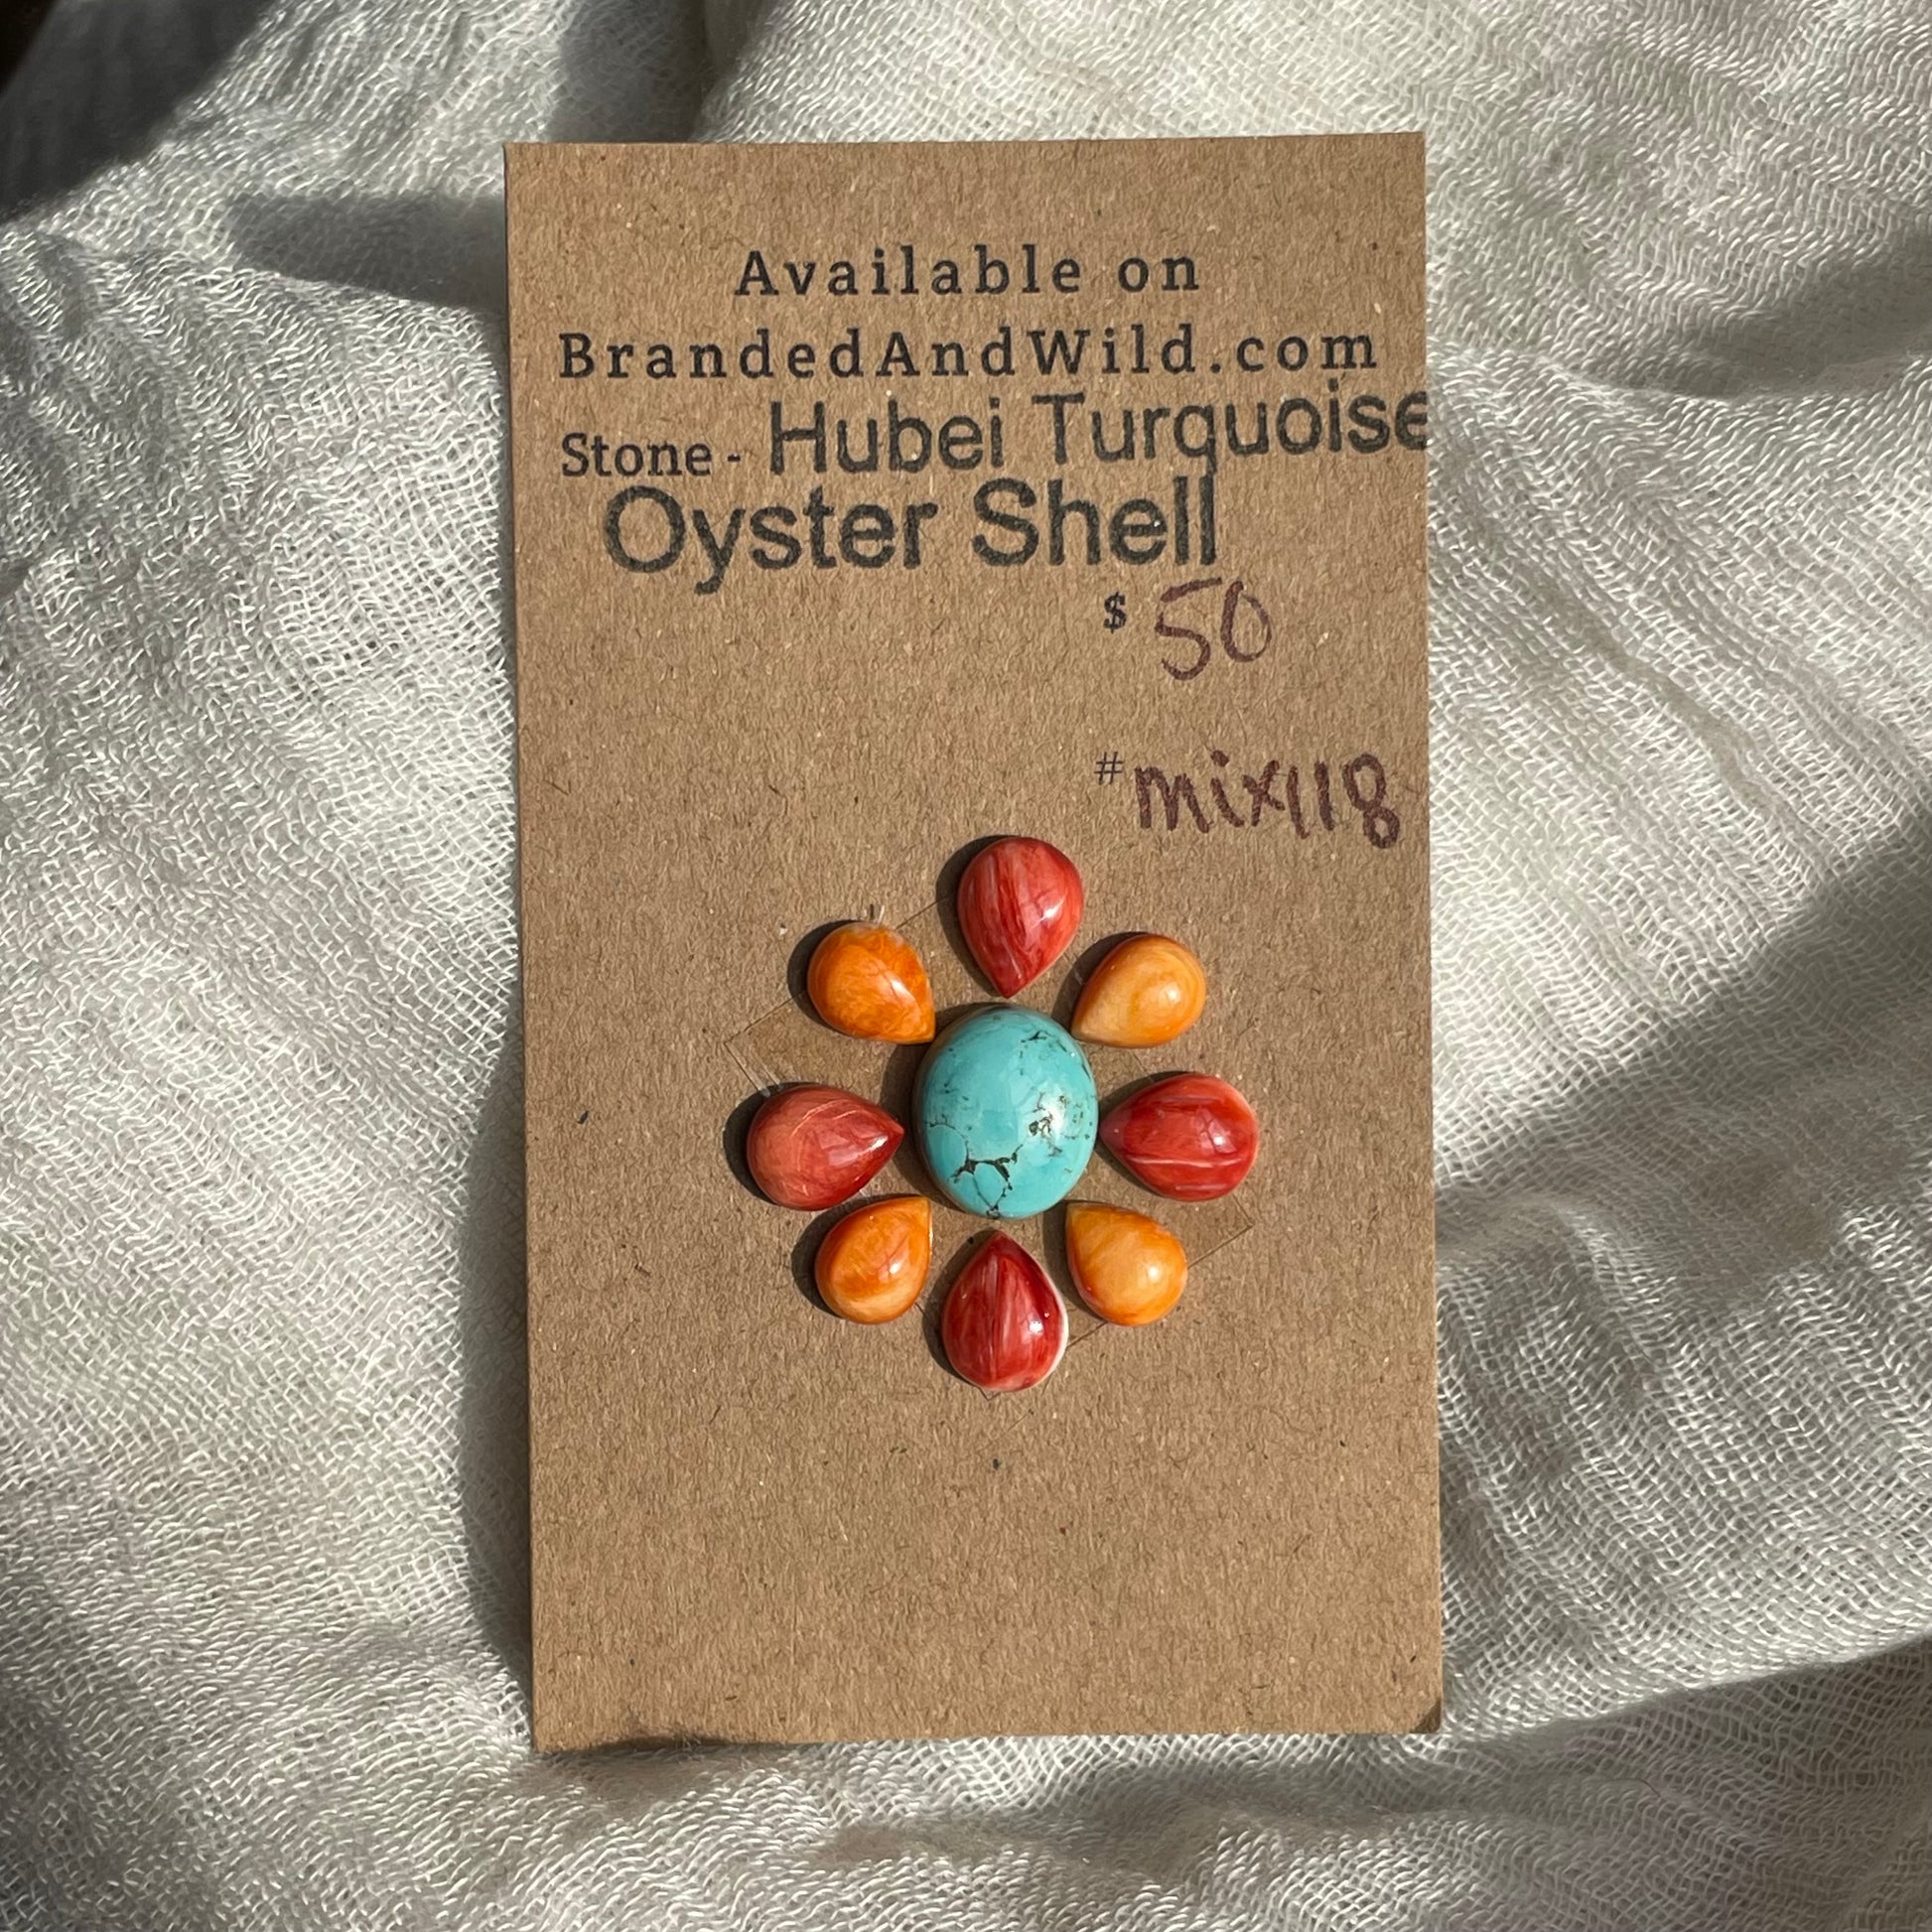 Available on
BrandedAndWild.com
Stone - Hubei Turquoise
Oyster Shell
$ 50
# mix118